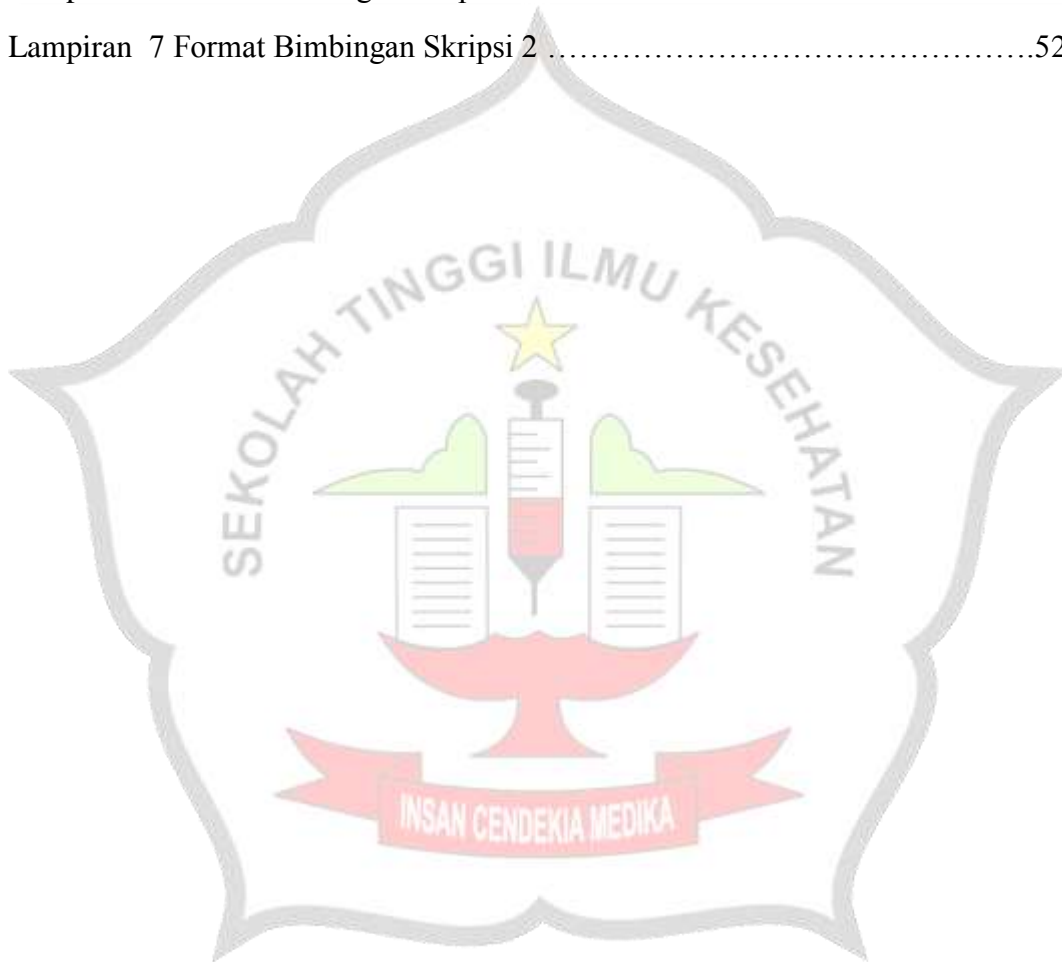 Lampiran 7 Format Bimbingan Skripsi 2 ……………………………………….52
SEKOLAH TINGGI ILMU KESEHATAN
INSAN CENDEKIA MEDIKA